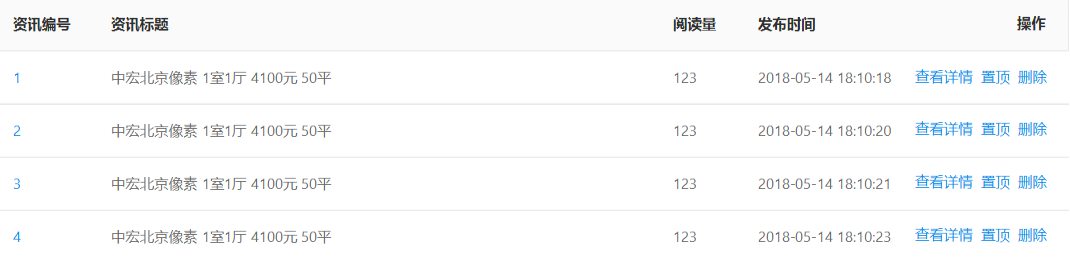 资讯编号 资讯标题 阅读量 发布时间 操作
1 中宏北京像素 1室1厅 4100元 50平 123 2018-05-14 18:10:18 查看详情 置顶 删除
2 中宏北京像素 1室1厅 4100元 50平 123 2018-05-14 18:10:20 查看详情 置顶 删除
3 中宏北京像素 1室1厅 4100元 50平 123 2018-05-14 18:10:21 查看详情 置顶 删除
4 中宏北京像素 1室1厅 4100元 50平 123 2018-05-14 18:10:23 查看详情 置顶 删除